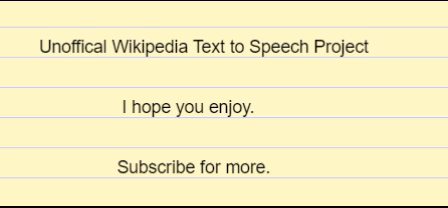 Unoffical Wikipedia Text to Speech Project
I hope you enjoy.
Subscribe for more.